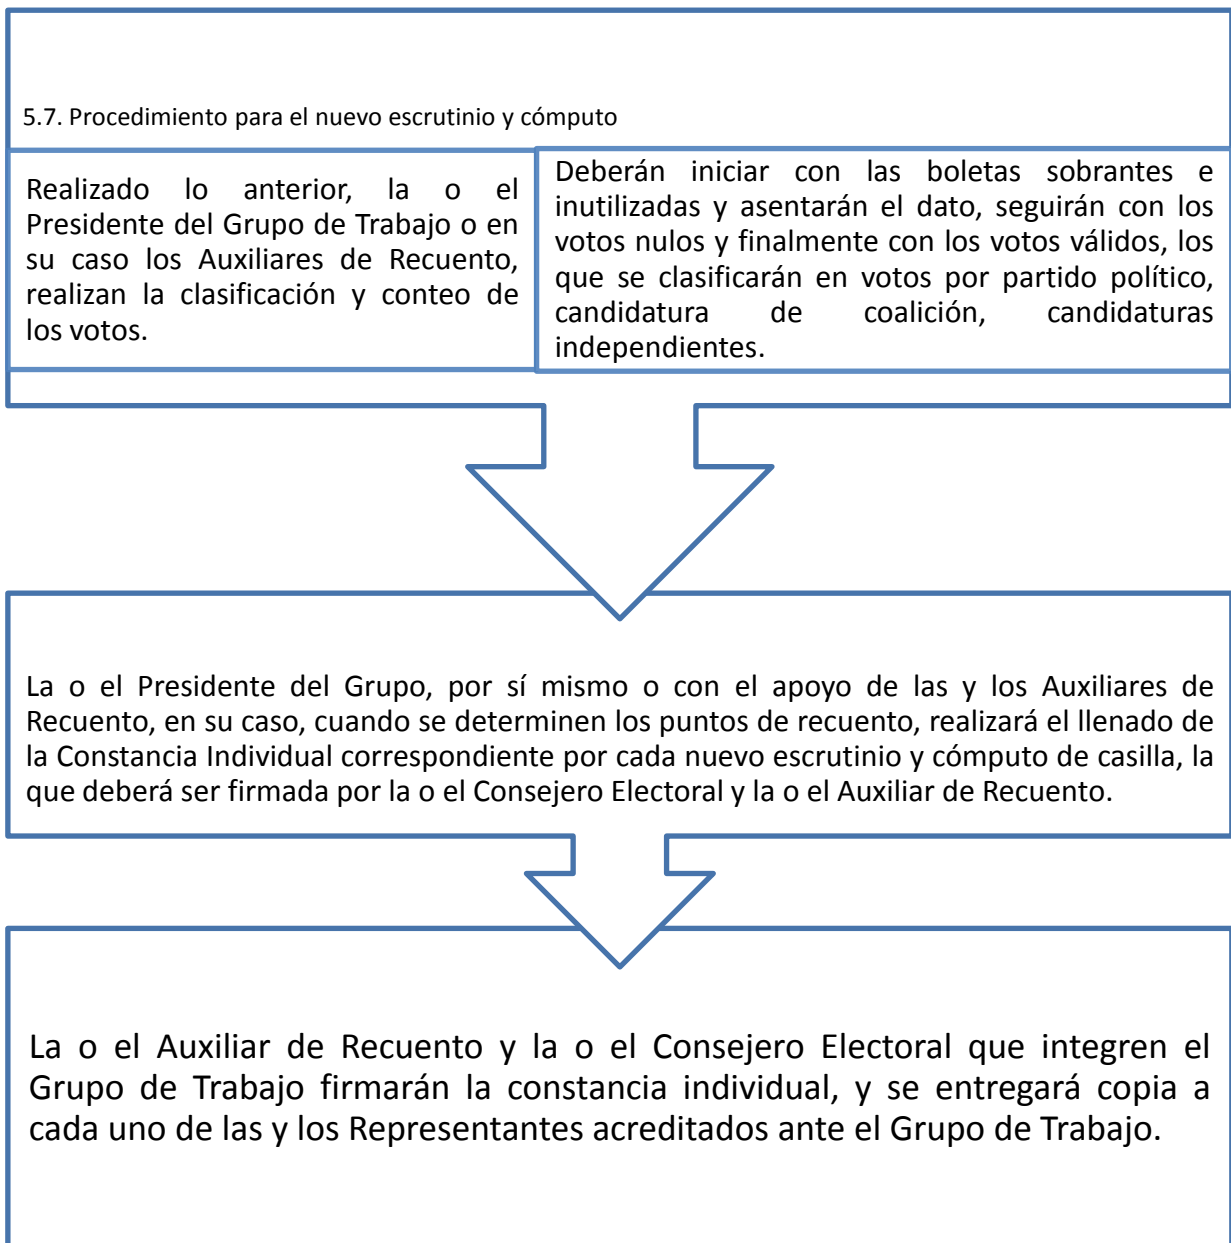 5.7. Procedimiento para el nuevo escrutinio y cómputo
Realizado lo anterior, la o el
Presidente del Grupo de Trabajo o en
su caso los Auxiliares de Recuento,
realizan la clasificación y conteo de
los votos.
Deberán iniciar con las boletas sobrantes e
inutilizadas y asentarán el dato, seguirán con los
votos nulos y finalmente con los votos válidos, los
que se clasificarán en votos por partido político,
candidatura de coalición, candidaturas
independientes.
La o el Presidente del Grupo, por sí mismo o con el apoyo de las y los Auxiliares de
Recuento, en su caso, cuando se determinen los puntos de recuento, realizará el llenado de
la Constancia Individual correspondiente por cada nuevo escrutinio y cómputo de casilla, la
que deberá ser firmada por la o el Consejero Electoral y la o el Auxiliar de Recuento.
La o el Auxiliar de Recuento y la o el Consejero Electoral que integren el
Grupo de Trabajo firmarán la constancia individual, y se entregará copia a
cada uno de las y los Representantes acreditados ante el Grupo de Trabajo.